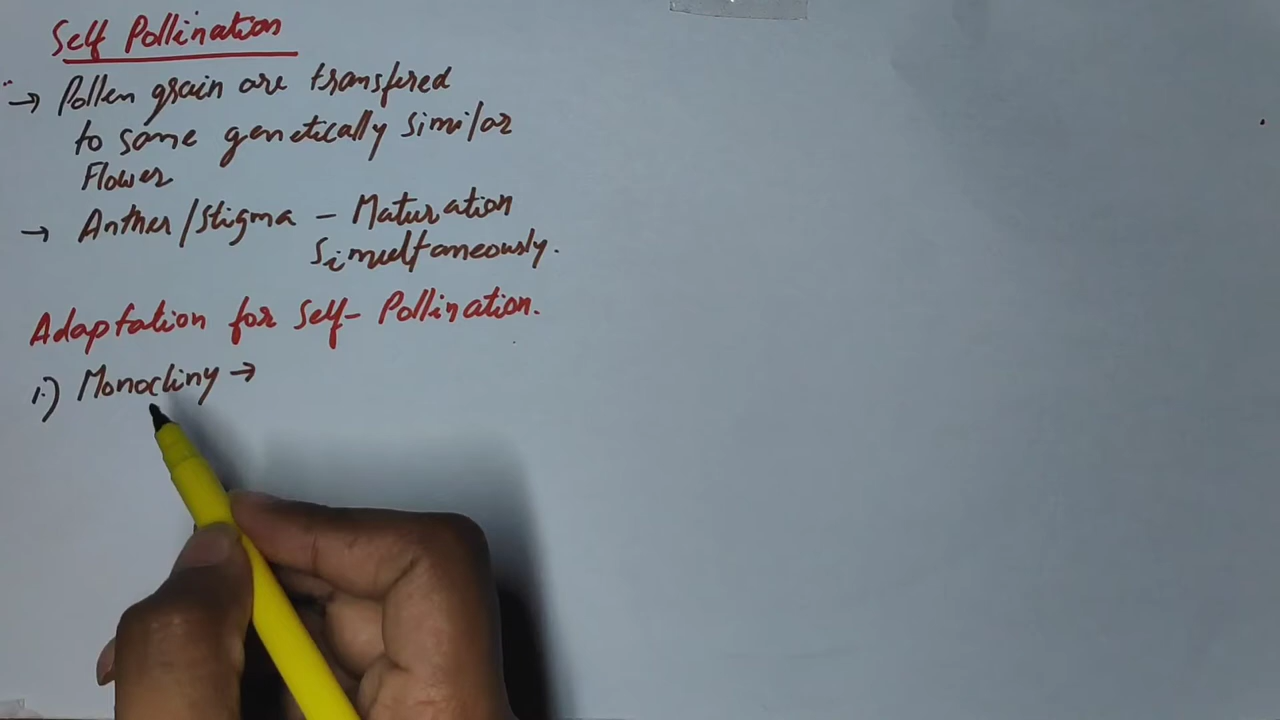 Self Pollination
→ Pollen grain are transfered
to same genetically similar
Flower
→ Anther/Stigma - Maturation
Simultaneously.
Adaptation for Self-Pollination.
1.) Monocliny →